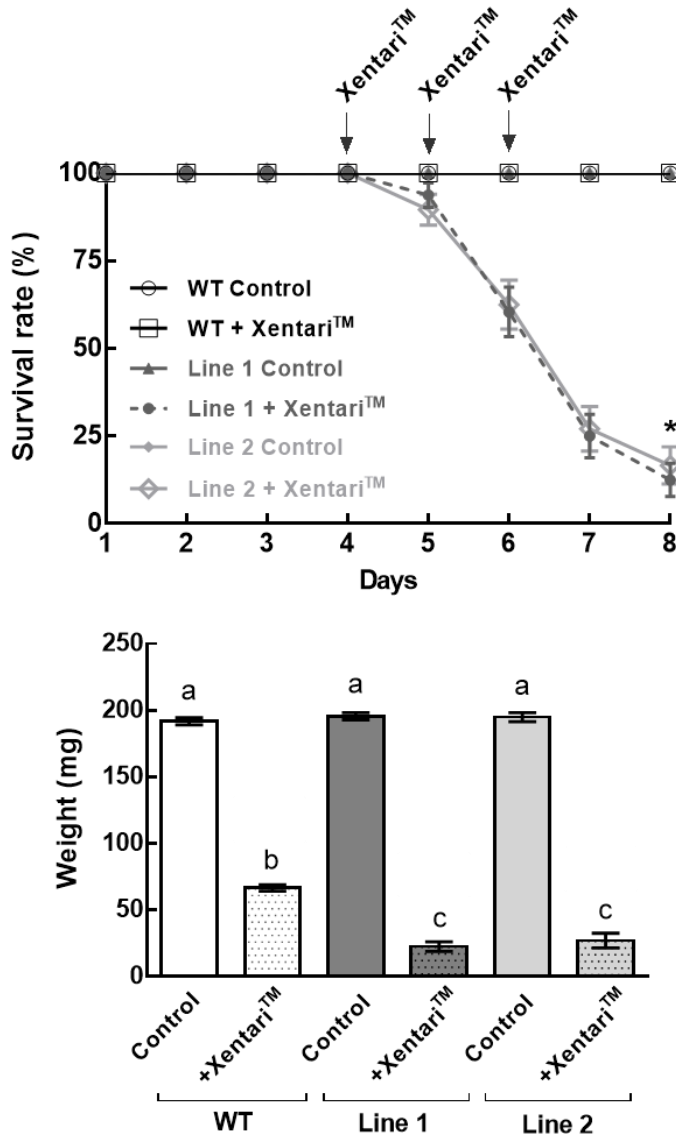 Xentari™ Xentari™ Xentari™
100
75
50
25
0
Survival rate (%)
WT Control
WT + Xentari™
Line 1 Control
Line 1 + Xentari™
Line 2 Control
Line 2 + Xentari™
*
1 2 3 4 5 6 7 8
Days
250
200
150
100
50
0
Weight (mg)
a b a c a c
Control +Xentari™ Control +Xentari™ Control +Xentari™
WT Line 1 Line 2